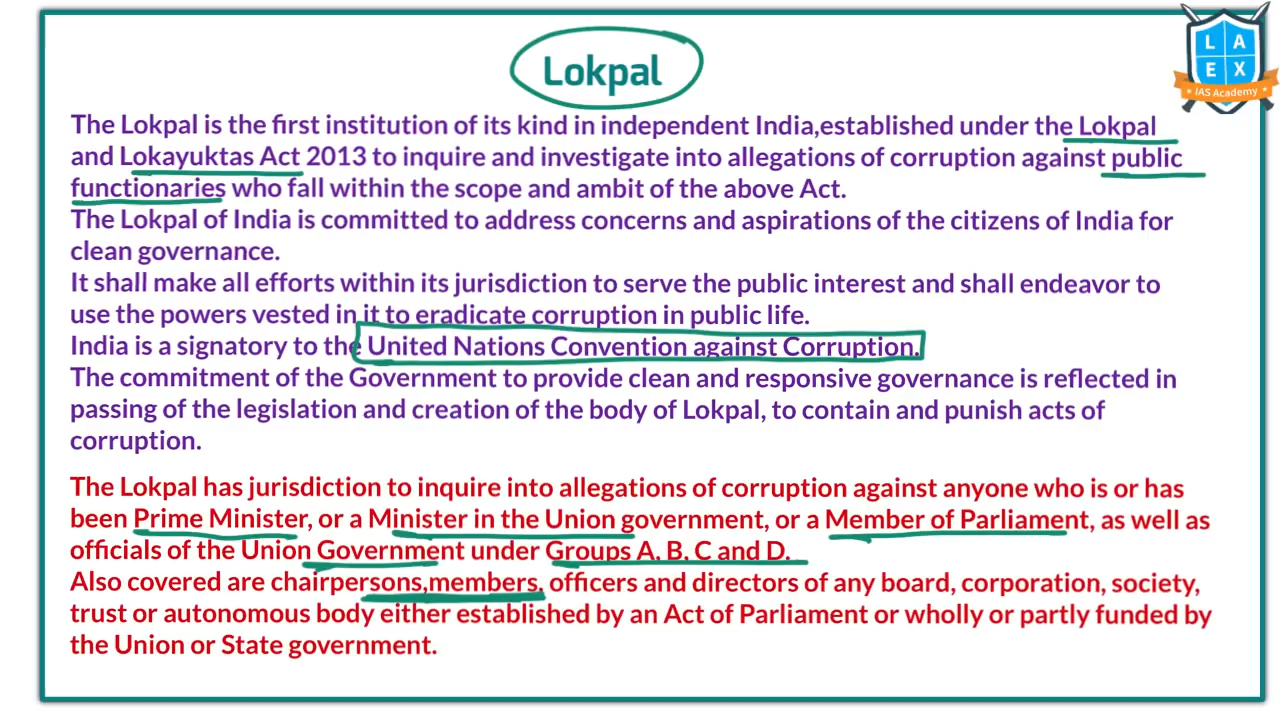 Lokpal
L A
E X
IAS Academy
The Lokpal is the first institution of its kind in independent India,established under the Lokpal
and Lokayuktas Act 2013 to inquire and investigate into allegations of corruption against public
functionaries who fall within the scope and ambit of the above Act.
The Lokpal of India is committed to address concerns and aspirations of the citizens of India for
clean governance.
It shall make all efforts within its jurisdiction to serve the public interest and shall endeavor to
use the powers vested in it to eradicate corruption in public life.
India is a signatory to the United Nations Convention against Corruption.
The commitment of the Government to provide clean and responsive governance is reflected in
passing of the legislation and creation of the body of Lokpal, to contain and punish acts of
corruption.
The Lokpal has jurisdiction to inquire into allegations of corruption against anyone who is or has
been Prime Minister, or a Minister in the Union government, or a Member of Parliament, as well as
officials of the Union Government under Groups A, B, C and D.
Also covered are chairpersons,members, officers and directors of any board, corporation, society,
trust or autonomous body either established by an Act of Parliament or wholly or partly funded by
the Union or State government.